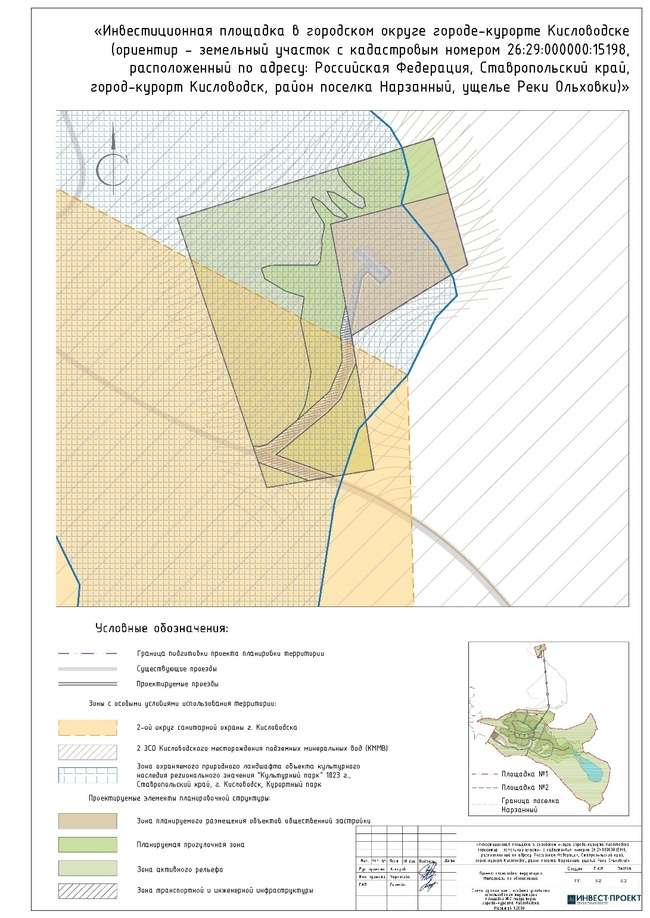 «Инвестиционная площадка в городском округе городе-курорте Кисловодске
(ориентир - земельный участок с кадастровым номером 26:29:000000:15198,
расположенный по адресу: Российская Федерация, Ставропольский край,
город-курорт Кисловодск, район поселка Нарзанный, ущелье Реки Ольховки)»
С
Условные обозначения:
Граница подготовки проекта планировки территории
Существующие проезды
Проектируемые проезды
Зоны с особыми условиями использования территории:
2-ой округ санитарной охраны г. Кисловодска
2 ЗСО Кисловодского месторождения подземных минеральных вод (КММВ)
Зона охраняемого природного ландшафта объекта культурного
наследия регионального значения "Культурный парк" 1823 г.,
Ставропольский край, г. Кисловодск, Курортный парк
Проектируемые элементы планировочной структуры:
Зона планируемого размещения объектов общественной застройки
Планируемая прогулочная зона
Зона активного рельефа
Зона транспортной и инженерной инфраструктуры
Площадка №1
Площадка №2
Граница поселка
Нарзанный
ИНВЕСТ-ПРОЕКТ